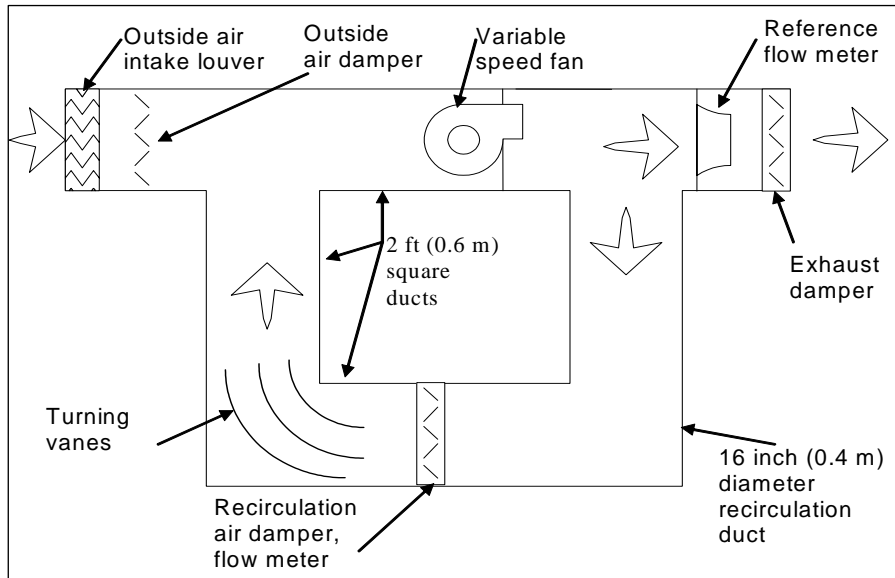 Outside air
intake louver
Outside
air damper
Variable
speed fan
Reference
flow meter
2 ft (0.6 m)
square
ducts
Exhaust
damper
Turning
vanes
Recirculation
air damper,
flow meter
16 inch (0.4 m)
diameter
recirculation
duct